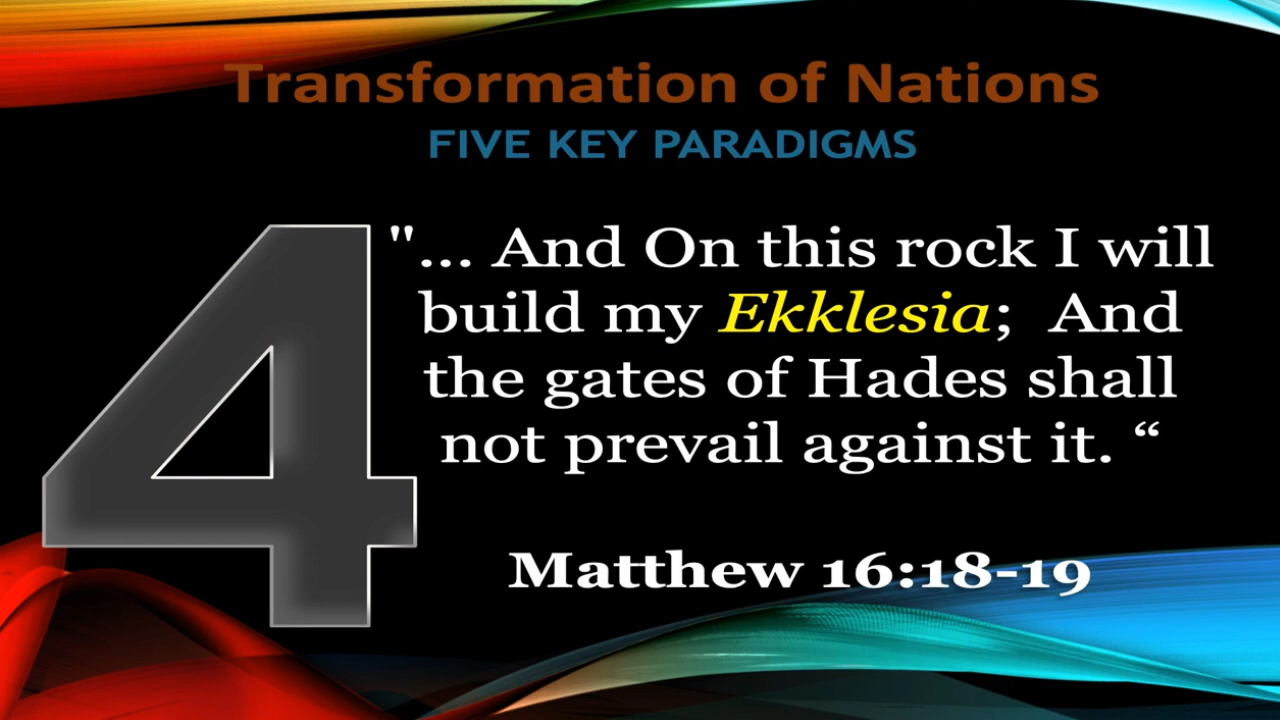 Transformation of Nations
FIVE KEY PARADIGMS
4
"... And On this rock I will
build my Ekklesia;  And
the gates of Hades shall
not prevail against it. “
Matthew 16:18-19